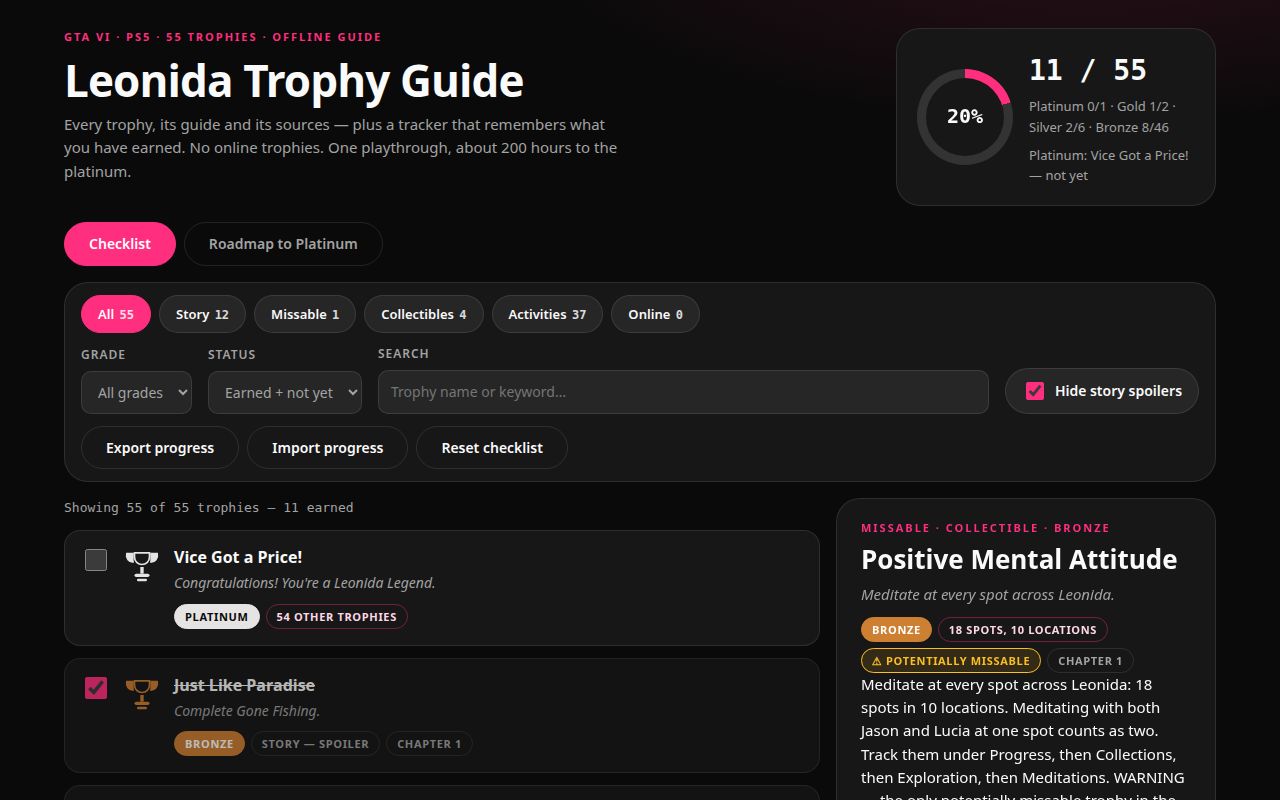 GTA VI · PS5 · 55 TROPHIES · OFFLINE GUIDE
Leonida Trophy Guide
Every trophy, its guide and its sources — plus a tracker that remembers what
you have earned. No online trophies. One playthrough, about 200 hours to the
platinum.
20%
11 / 55
Platinum 0/1 · Gold 1/2 ·
Silver 2/6 · Bronze 8/46
Platinum: Vice Got a Price!
— not yet
Checklist
Roadmap to Platinum
All 55
Story 12
Missable 1
Collectibles 4
Activities 37
Online 0
GRADE
STATUS
SEARCH
All grades
Earned + not yet
Trophy name or keyword...
Hide story spoilers
Export progress
Import progress
Reset checklist
Showing 55 of 55 trophies — 11 earned
Vice Got a Price!
Congratulations! You're a Leonida Legend.
PLATINUM
54 OTHER TROPHIES
Just Like Paradise
Complete Gone Fishing.
BRONZE
STORY — SPOILER
CHAPTER 1
MISSABLE · COLLECTIBLE · BRONZE
Positive Mental Attitude
Meditate at every spot across Leonida.
BRONZE
18 SPOTS, 10 LOCATIONS
⚠ POTENTIALLY MISSABLE
CHAPTER 1
Meditate at every spot across Leonida: 18
spots in 10 locations. Meditating with both
Jason and Lucia at one spot counts as two.
Track them under Progress, then Collections,
then Exploration, then Meditations. WARNING
— the only potentially missable trophy in the